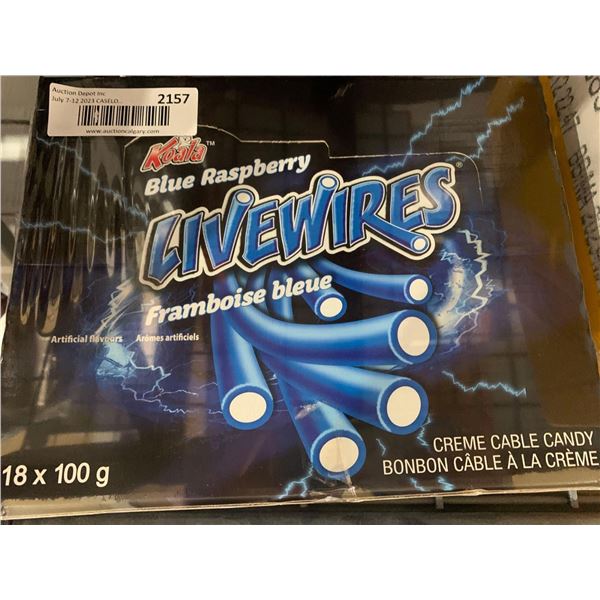 Auction Depot Inc
July 7-12 2023 CASELO...
2157
www.auctioncalgary.com
Koala™
Blue Raspberry
LIVEWIRES®
Framboise bleue
Artificial flavours Arômes artificiels
CREME CABLE CANDY
BONBON CÂBLE À LA CRÈME
18 x 100 g